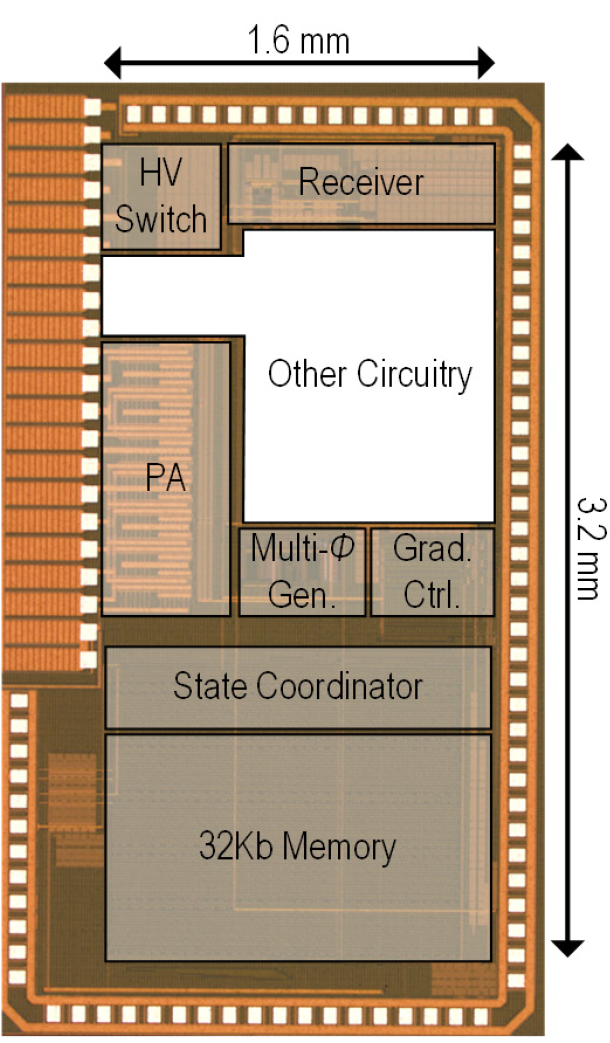 1.6 mm
HV
Switch
Receiver
Other Circuitry
PA
3.2 mm
Multi-Φ
Gen.
Grad.
Ctrl.
State Coordinator
32Kb Memory